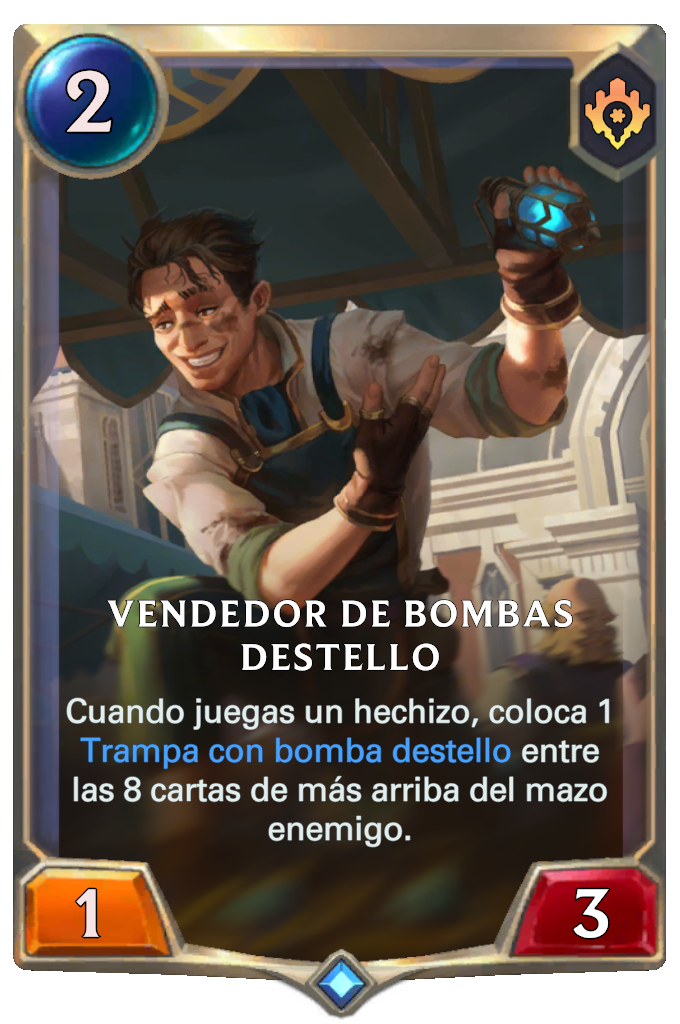 2
VENDEDOR DE BOMBAS
DESTELLO
Cuando juegas un hechizo, coloca 1
Trampa con bomba destello entre
las 8 cartas de más arriba del mazo
enemigo.
1
3